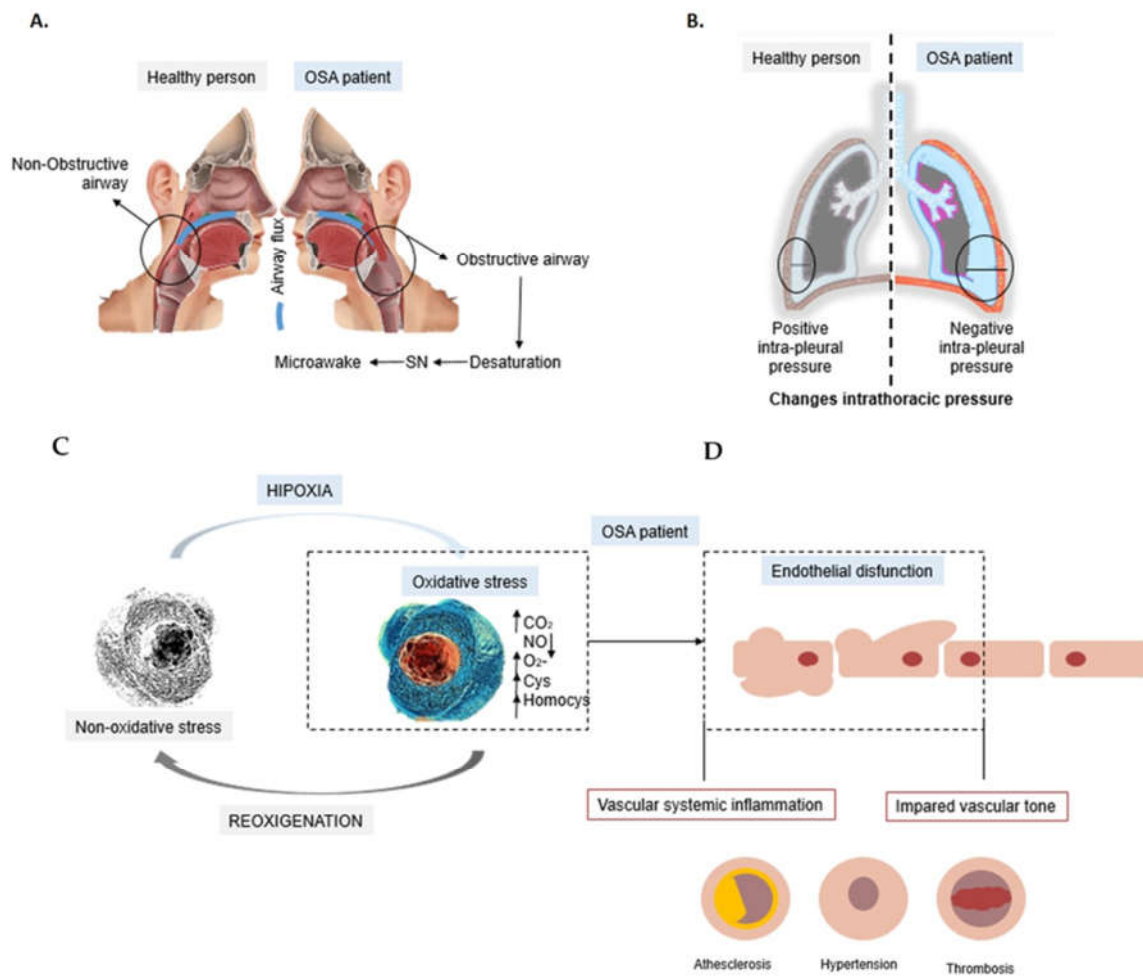 A.
Healthy person
OSA patient
Non-Obstructive
airway
Airway flux
Obstructive airway
Microawake
SN
Desaturation
B.
Healthy person
OSA patient
Positive
intra-pleural
pressure
Negative
intra-pleural
pressure
Changes intrathoracic pressure
C
HIPOXIA
Non-oxidative stress
Oxidative stress
CO₂
NO
O₂-
Cys
Homocys
REOXIGENATION
OSA patient
D
Endothelial disfunction
Vascular systemic inflammation
Impared vascular tone
Athesclerosis
Hypertension
Thrombosis